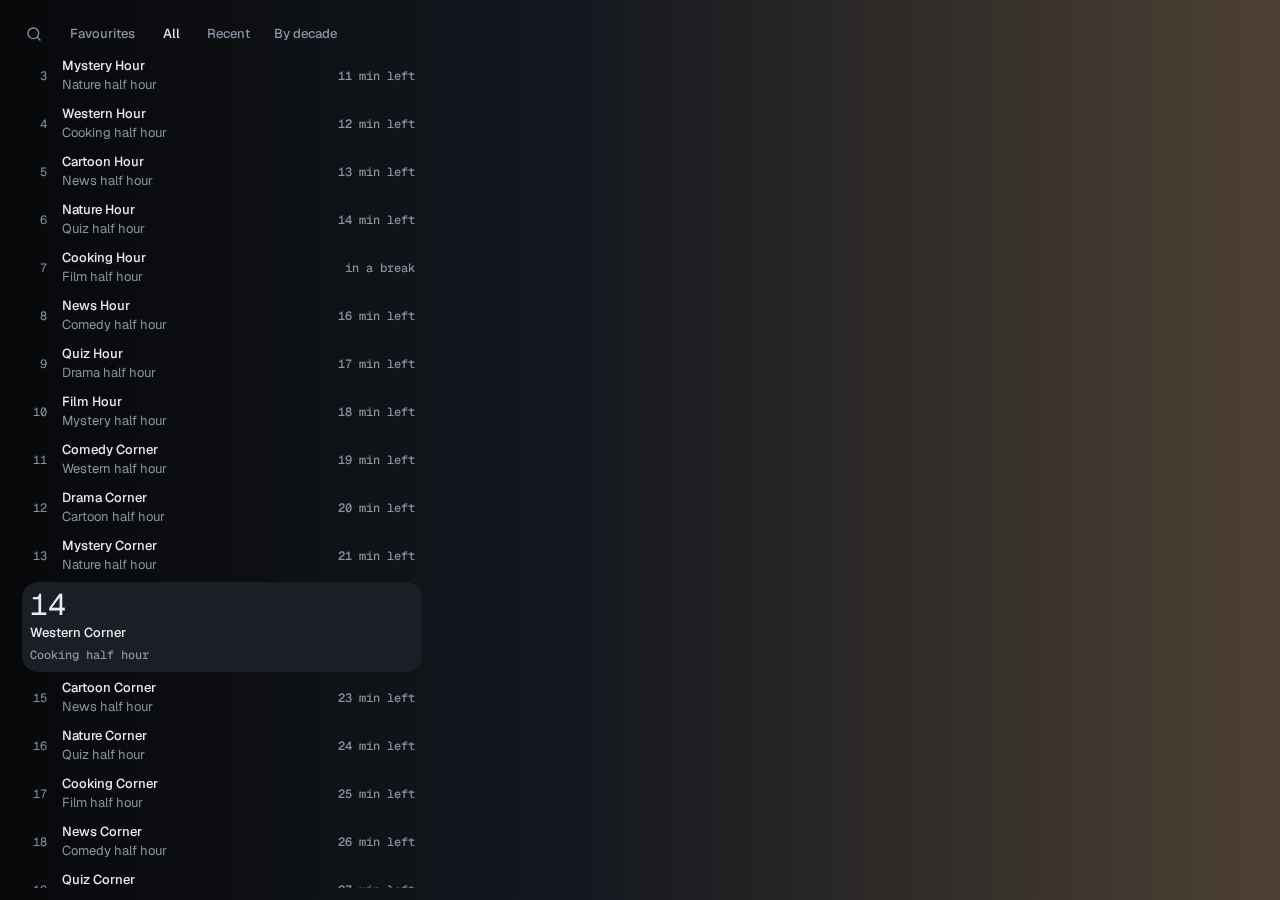 Favourites All Recent By decade
Mystery Hour
3 11 min left
Nature half hour
Western Hour
4 12 min left
Cooking half hour
Cartoon Hour
5 13 min left
News half hour
Nature Hour
6 14 min left
Quiz half hour
Cooking Hour
7 in a break
Film half hour
News Hour
8 16 min left
Comedy half hour
Quiz Hour
9 17 min left
Drama half hour
Film Hour
10 18 min left
Mystery half hour
Comedy Corner
11 19 min left
Western half hour
Drama Corner
12 20 min left
Cartoon half hour
Mystery Corner
13 21 min left
Nature half hour
14
Western Corner
Cooking half hour
Cartoon Corner
15 23 min left
News half hour
Nature Corner
16 24 min left
Quiz half hour
Cooking Corner
17 25 min left
Film half hour
News Corner
18 26 min left
Comedy half hour
Quiz Corner